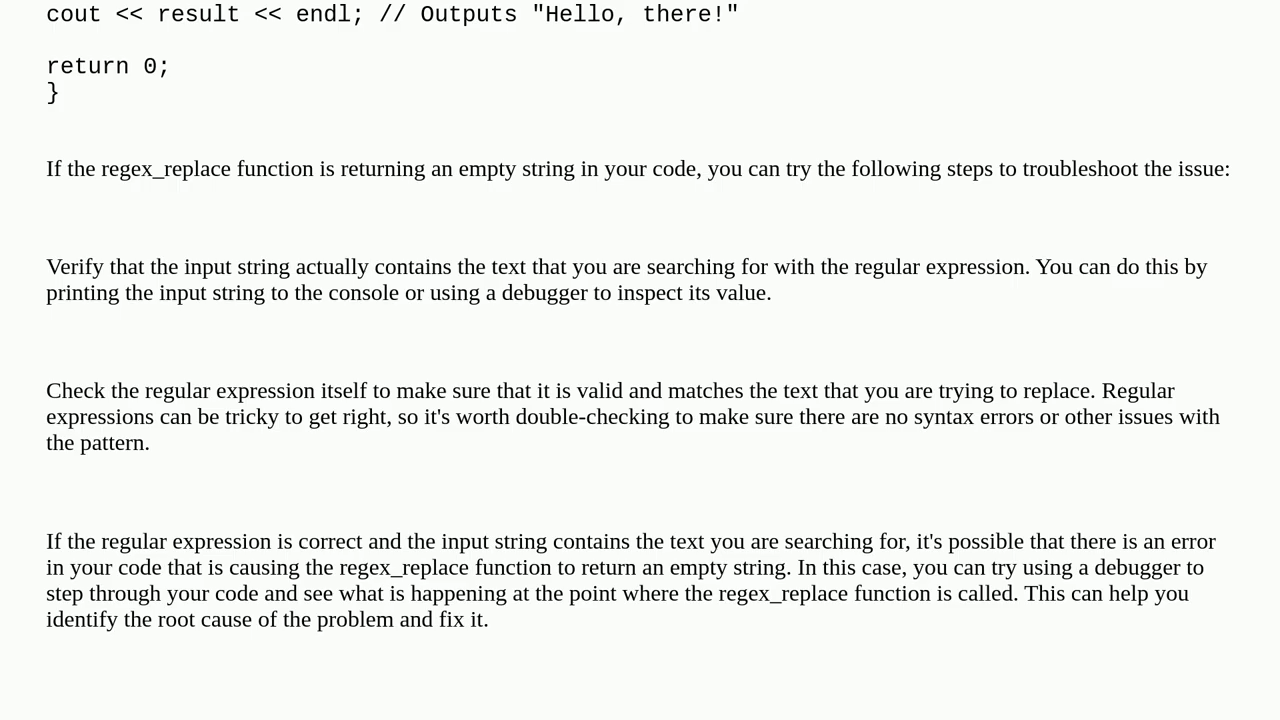 cout << result << endl; // Outputs "Hello, there!"
return 0;
}
If the regex_replace function is returning an empty string in your code, you can try the following steps to troubleshoot the issue:
Verify that the input string actually contains the text that you are searching for with the regular expression. You can do this by
printing the input string to the console or using a debugger to inspect its value.
Check the regular expression itself to make sure that it is valid and matches the text that you are trying to replace. Regular
expressions can be tricky to get right, so it's worth double-checking to make sure there are no syntax errors or other issues with
the pattern.
If the regular expression is correct and the input string contains the text you are searching for, it's possible that there is an error
in your code that is causing the regex_replace function to return an empty string. In this case, you can try using a debugger to
step through your code and see what is happening at the point where the regex_replace function is called. This can help you
identify the root cause of the problem and fix it.